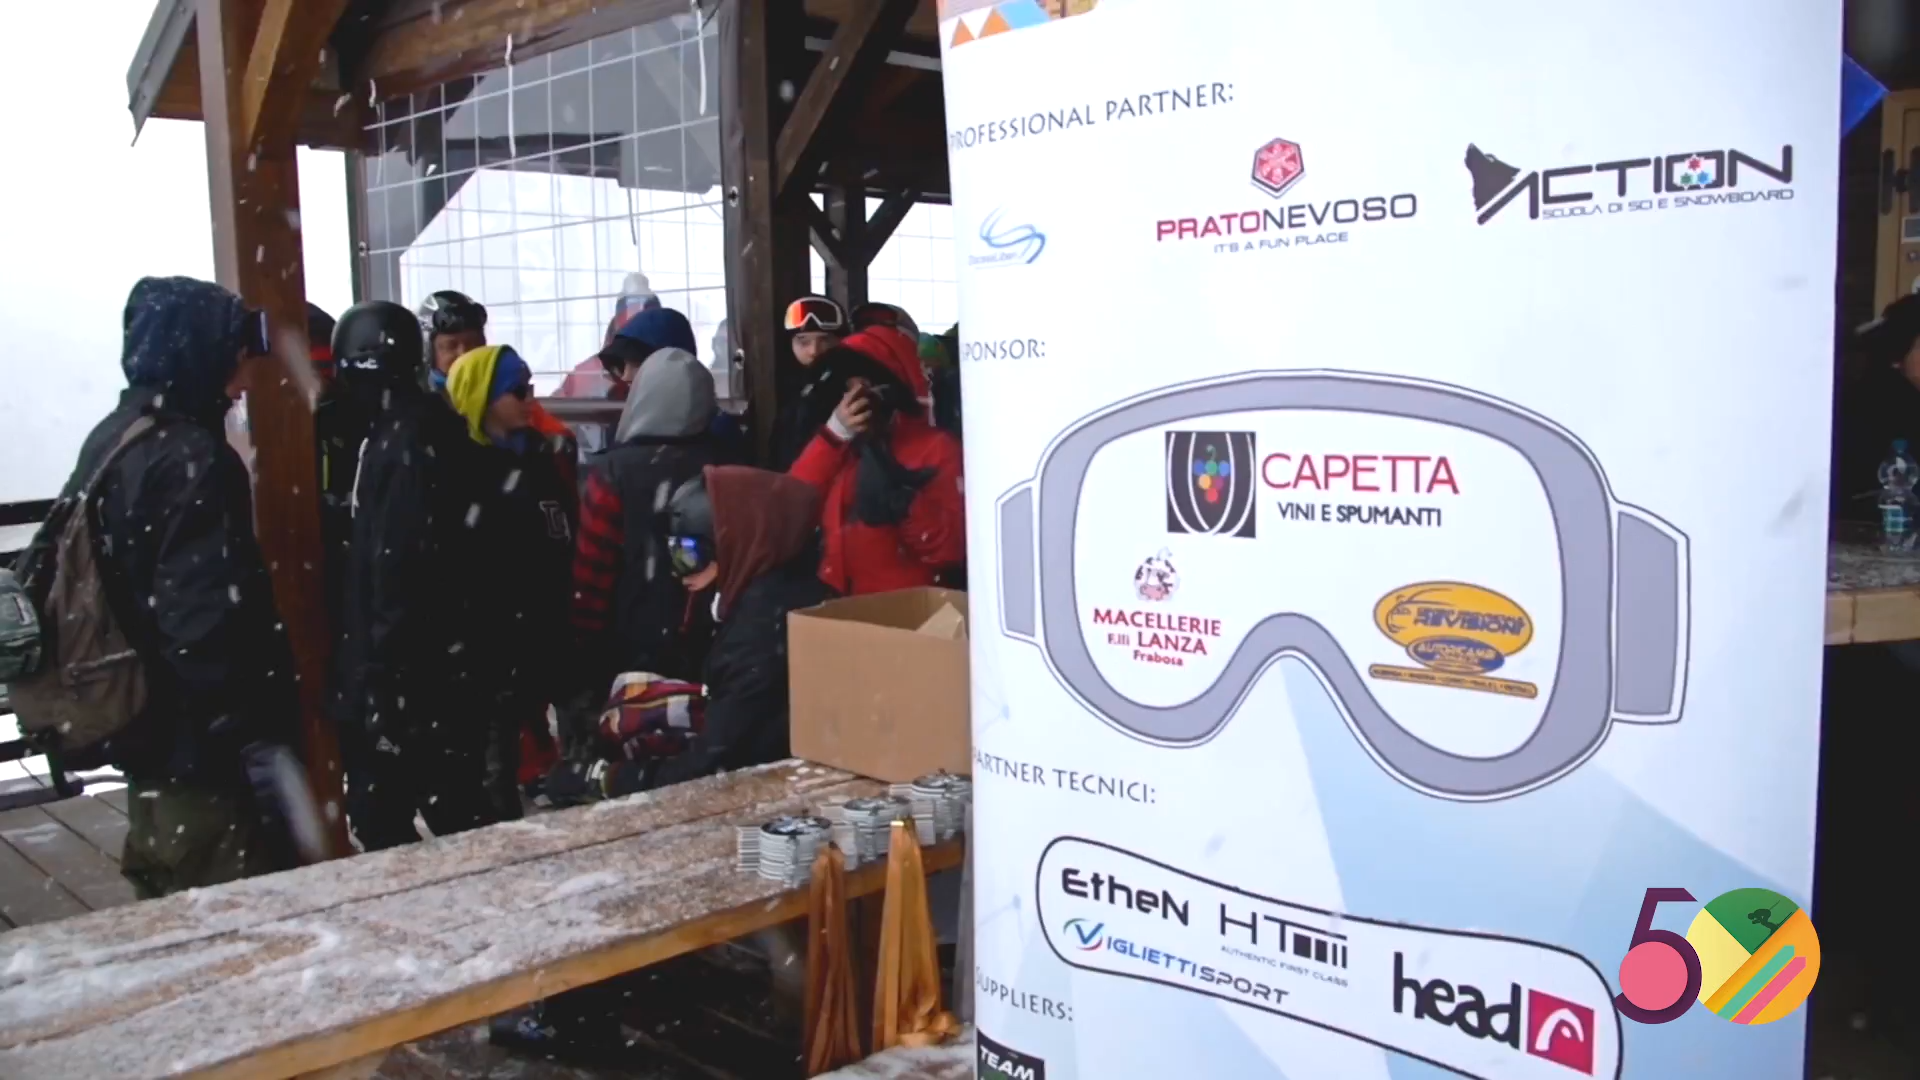 PROFESSIONAL PARTNER:
PRATONEVOSO
IT'S A FUN PLACE
ACTION
SCUOLA DI SCI E SNOWBOARD
SPONSOR:
CAPETTA
VINI E SPUMANTI
MACELLERIE
F.lli LANZA
Frabosa
REVISIONI
PARTNER TECNICI:
EtheN
HT
AUTHENTIC FIRST CLASS
VIGLIETTISPORT
head
SUPPLIERS:
TEAM
50